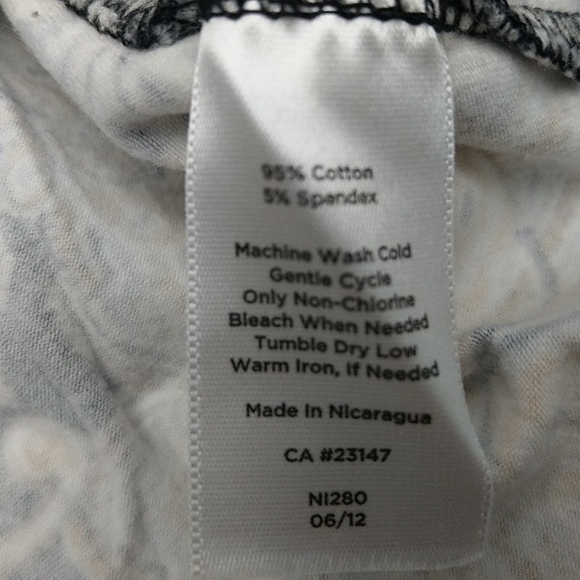 95% Cotton
5% Spandex
Machine Wash Cold
Gentle Cycle
Only Non-Chlorine
Bleach When Needed
Tumble Dry Low
Warm Iron, If Needed
Made In Nicaragua
CA #23147
NI280
06/12